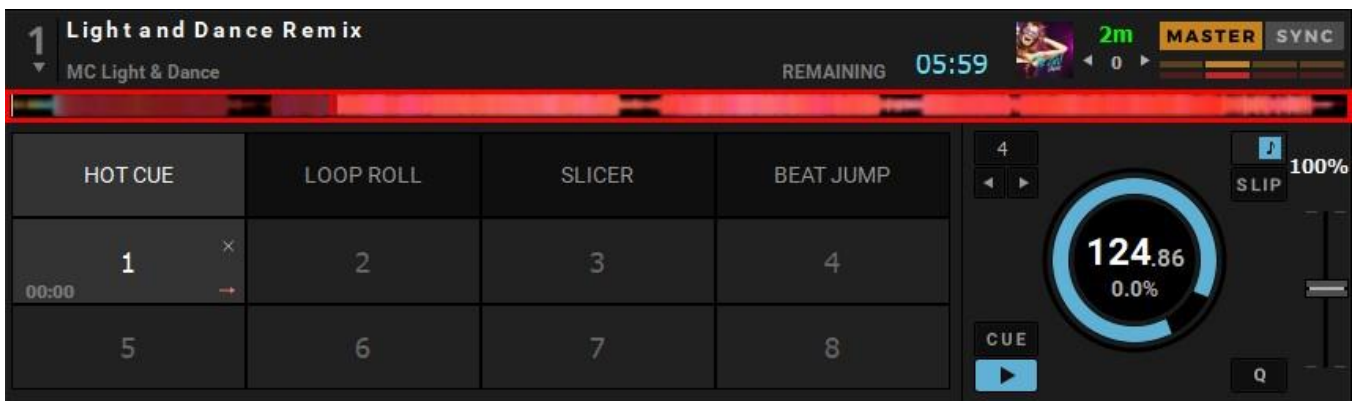 1
Light and Dance Remix
MC Light & Dance
REMAINING 05:59
2m
◀ 0 ▶
MASTER SYNC
HOT CUE LOOP ROLL SLICER BEAT JUMP
1 2 3 4
00:00
5 6 7 8
4
SLIP
100%
124.86
0.0%
CUE
Q